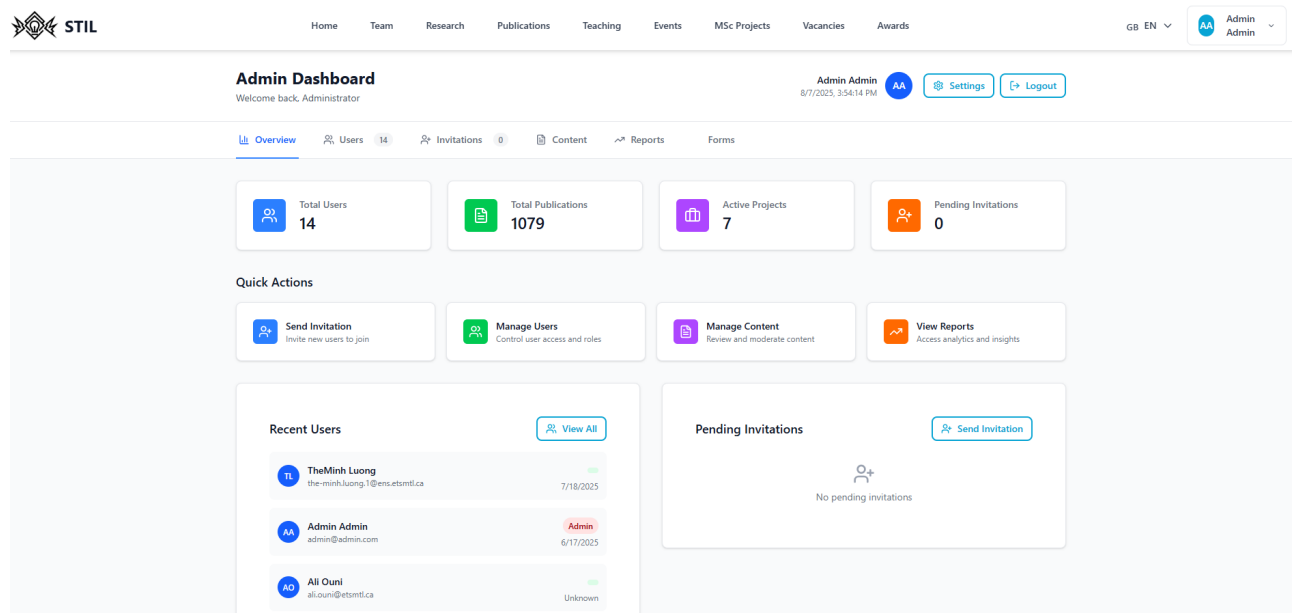 STIL
Home Team Research Publications Teaching Events MSc Projects Vacancies Awards
GB EN
AA
Admin Admin
Admin Dashboard
Welcome back, Administrator
Admin Admin
8/7/2025, 3:54:14 PM
AA
Settings
Logout
Overview Users 14 Invitations 0 Content Reports Forms
Total Users
14
Total Publications
1079
Active Projects
7
Pending Invitations
0
Quick Actions
Send Invitation
Invite new users to join
Manage Users
Control user access and roles
Manage Content
Review and moderate content
View Reports
Access analytics and insights
Recent Users
View All
TL
TheMinh Luong
the-minh.luong.1@ens.etsmtl.ca
7/18/2025
AA
Admin Admin
admin@admin.com
Admin
6/17/2025
AO
Ali Ouni
ali.ouni@etsmtl.ca
Unknown
Pending Invitations
Send Invitation
No pending invitations